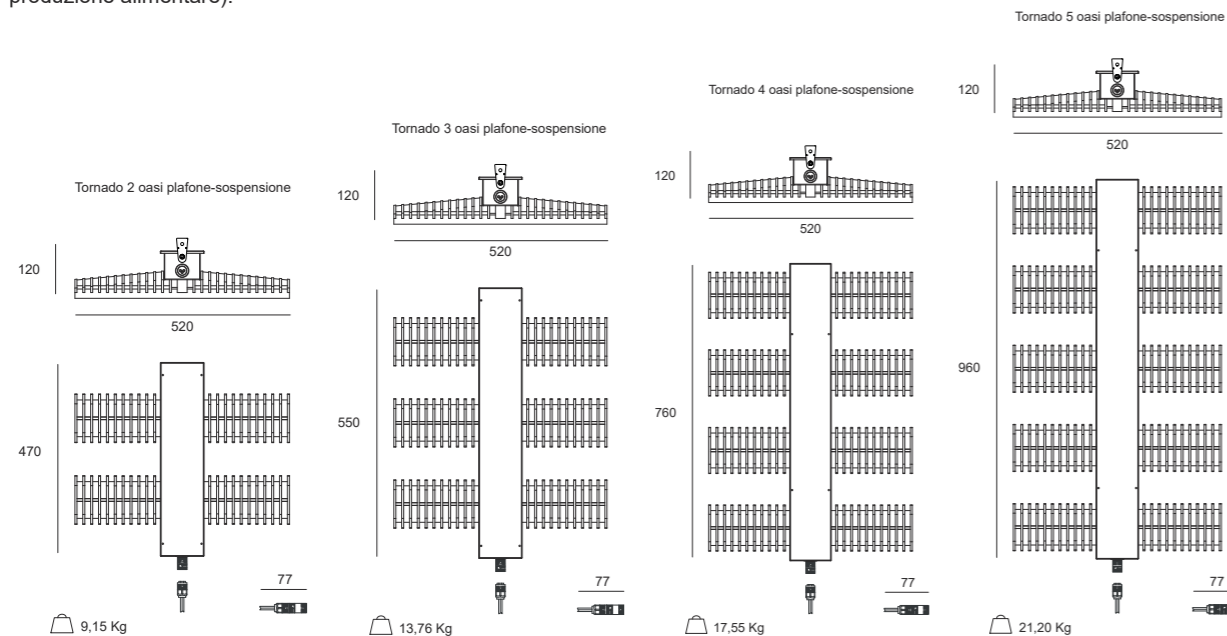 produzione alimentare).
Tornado 2 oasi plafone-sospensione
120
520
470
77
9,15 Kg
Tornado 3 oasi plafone-sospensione
120
520
550
77
13,76 Kg
Tornado 4 oasi plafone-sospensione
120
520
760
77
17,55 Kg
Tornado 5 oasi plafone-sospensione
120
520
960
77
21,20 Kg